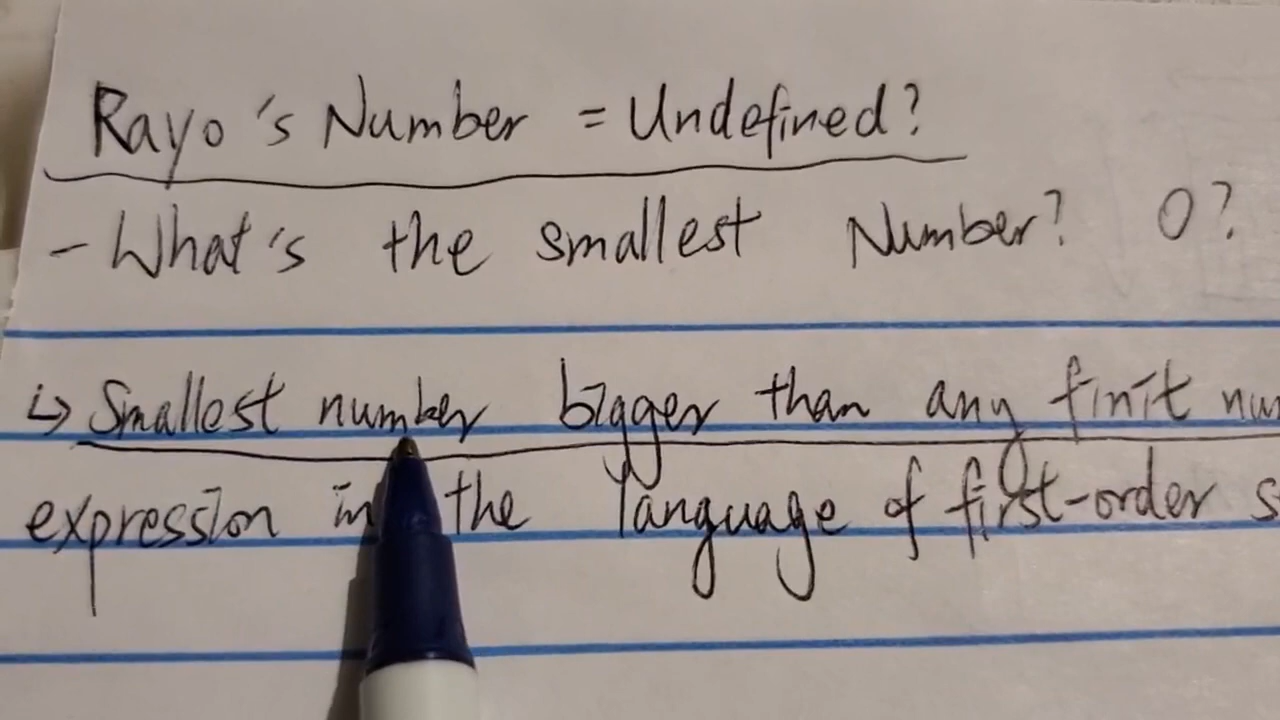 Rayo's Number = Undefined?
- What's the smallest Number? 0?
↳ Smallest number bigger than any finit
expression in the language of first-order